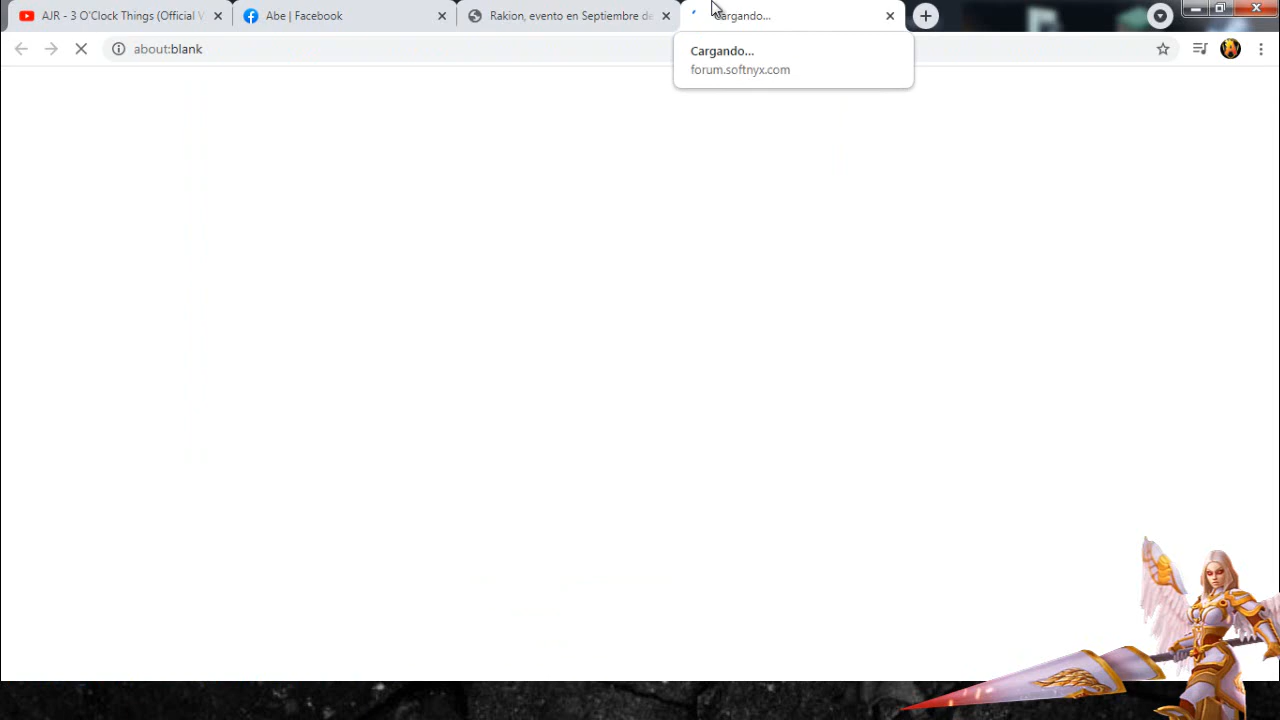 AJR - 3 O'Clock Things (Official V
Abe | Facebook
Rakion, evento en Septiembre de
Cargando...
about:blank
Cargando...
forum.softnyx.com